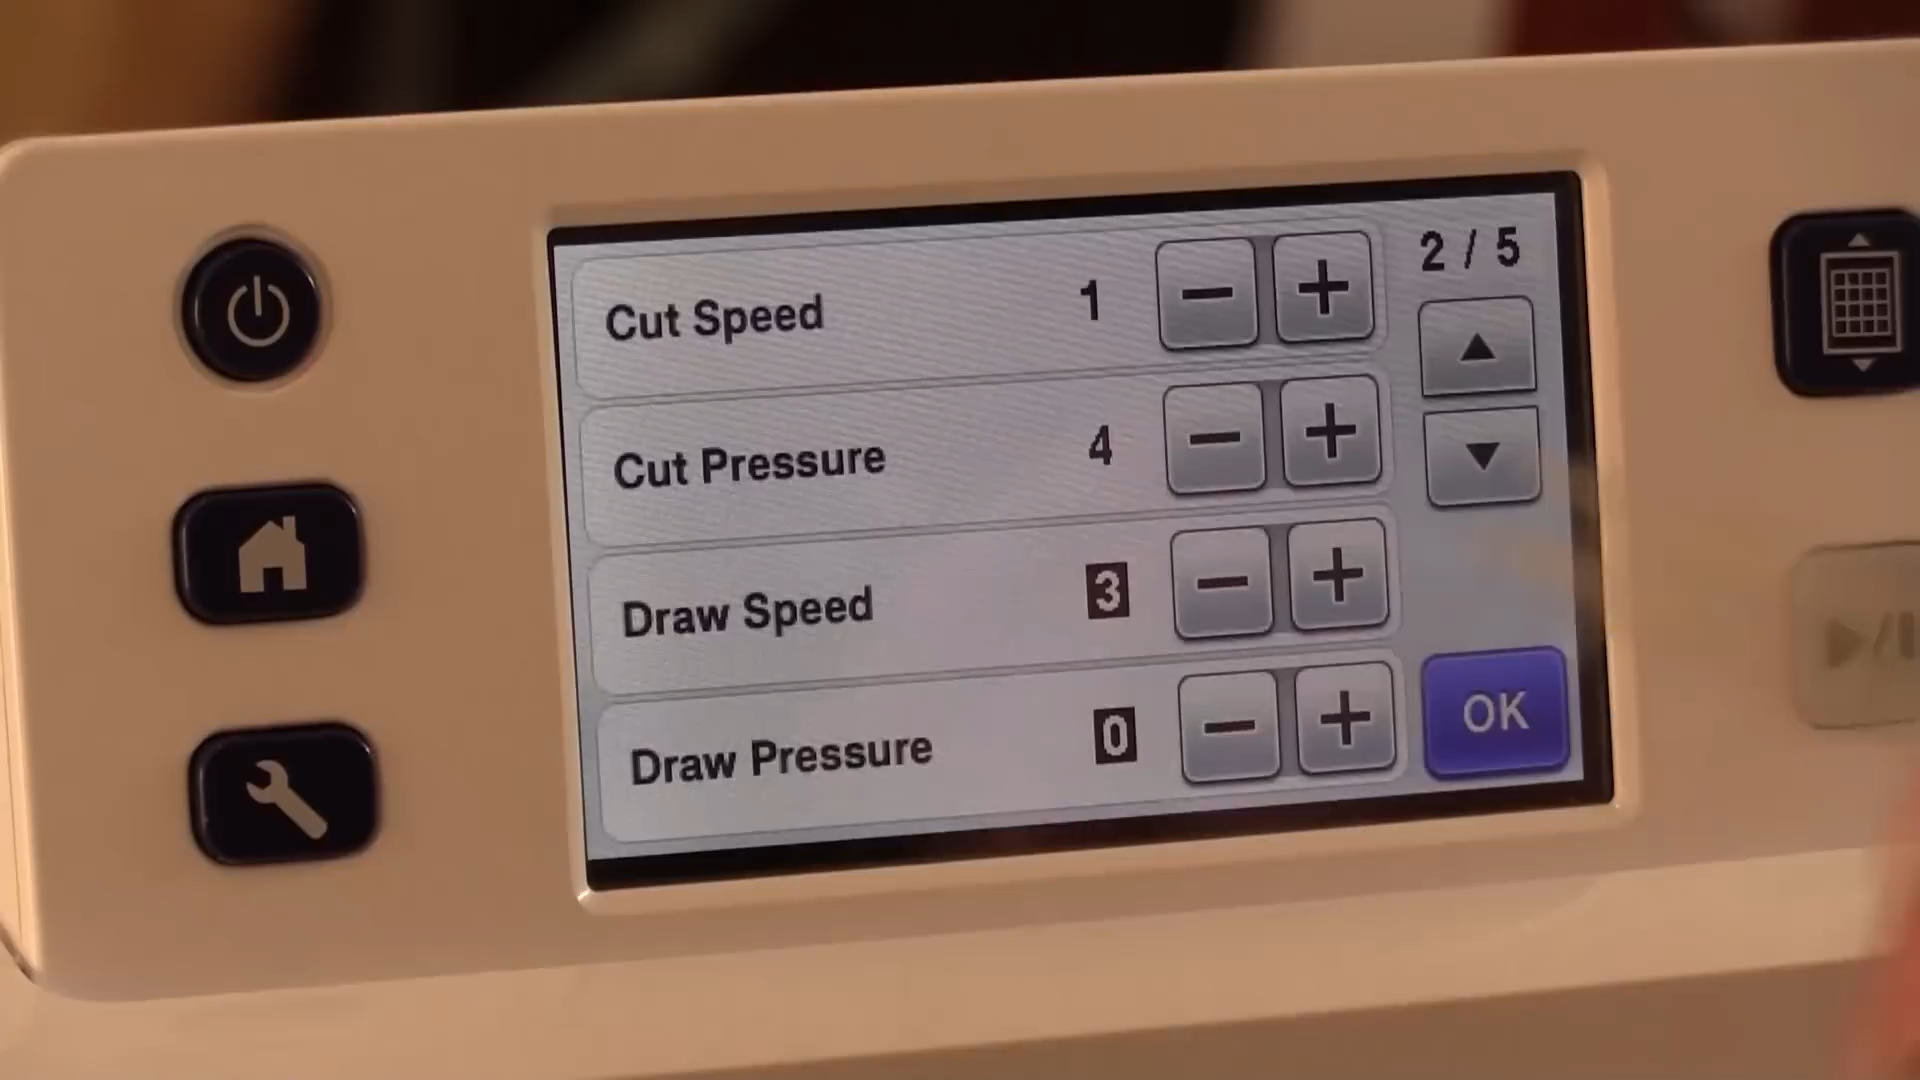 Cut Speed 1 − +
2 / 5
Cut Pressure 4 − +
Draw Speed 3 − +
Draw Pressure 0 − +
OK